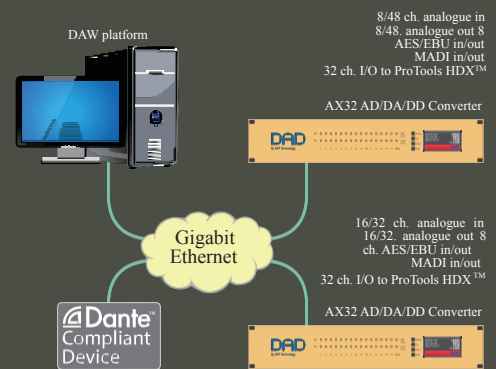 8/48 ch. analogue in
8/48. analogue out 8
AES/EBU in/out
MADI in/out
32 ch. I/O to ProTools HDX™
DAW platform
AX32 AD/DA/DD Converter
DAD
Gigabit
Ethernet
16/32 ch. analogue in
16/32. analogue out 8
ch. AES/EBU in/out
MADI in/out
32 ch. I/O to ProTools HDX™
AX32 AD/DA/DD Converter
Dante™
Compliant
Device
DAD